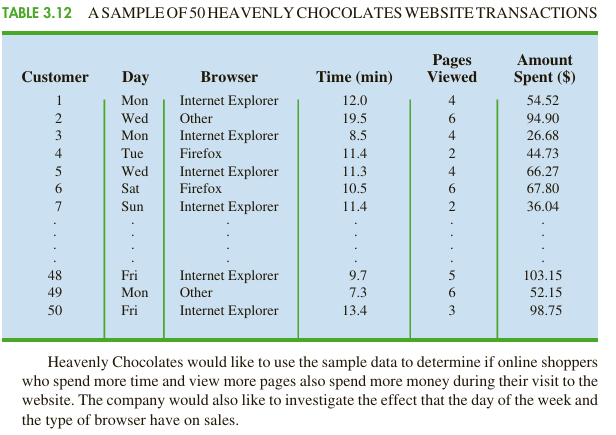 TABLE 3.12 A SAMPLE OF 50 HEAVENLY CHOCOLATES WEBSITE TRANSACTIONS
Pages Amount
Customer Day Browser Time (min) Viewed Spent ($)
1 Mon Internet Explorer 12.0 4 54.52
2 Wed Other 19.5 6 94.90
3 Mon Internet Explorer 8.5 4 26.68
4 Tue Firefox 11.4 2 44.73
5 Wed Internet Explorer 11.3 4 66.27
6 Sat Firefox 10.5 6 67.80
7 Sun Internet Explorer 11.4 2 36.04
. . . . . .
. . . . . .
. . . . . .
. . . . . .
48 Fri Internet Explorer 9.7 5 103.15
49 Mon Other 7.3 6 52.15
50 Fri Internet Explorer 13.4 3 98.75
Heavenly Chocolates would like to use the sample data to determine if online shoppers
who spend more time and view more pages also spend more money during their visit to the
website. The company would also like to investigate the effect that the day of the week and
the type of browser have on sales.